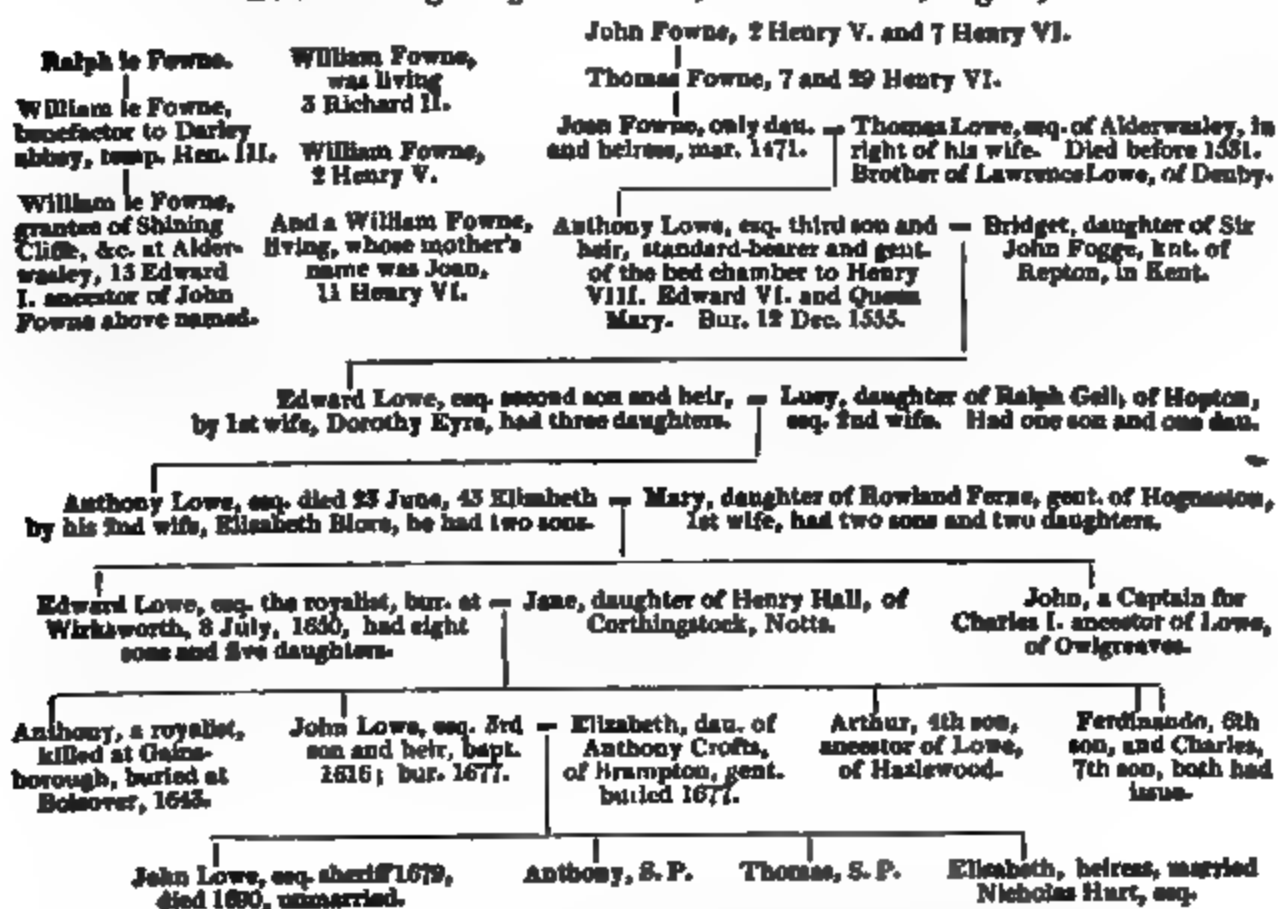 John Fowne, 2 Henry V. and 7 Henry VI.
Thomas Fowne, 7 and 29 Henry VI.
Joan Fowne, only dau. = Thomas Lowe, esq. of Alderwasley, in
and heiress, mar. 1471. right of his wife. Died before 1531.
Brother of Lawrence Lowe, of Denby.
Ralph le Fowne.
William le Fowne,
benefactor to Darley
abbey, temp. Hen. III.
William le Fowne,
grantee of Shining
Cliffe, &c. at Alder-
wasley, 13 Edward
I. ancestor of John
Fowne above named.
William Fowne,
was living
3 Richard II.
William Fowne,
2 Henry V.
And a William Fowne,
living, whose mother's
name was Joan,
11 Henry VI.
Anthony Lowe, esq. third son and = Bridget, daughter of Sir
heir, standard-bearer and gent. John Fogge, knt. of
of the bed chamber to Henry Repton, in Kent.
VIII. Edward VI. and Queen
Mary. Bur. 12 Dec. 1555.
Edward Lowe, esq. second son and heir, = Lucy, daughter of Ralph Gell, of Hopton,
by 1st wife, Dorothy Eyre, had three daughters. esq. 2nd wife. Had one son and one dau.
Anthony Lowe, esq. died 23 June, 43 Elizabeth = Mary, daughter of Rowland Ferne, gent. of Hognaston,
by his 2nd wife, Elizabeth Blore, he had two sons. 1st wife, had two sons and two daughters.
Edward Lowe, esq. the royalist, bur. at = Jane, daughter of Henry Hall, of
Wirksworth, 8 July, 1650, had eight Corthingstock, Notts.
sons and five daughters.
John, a Captain for
Charles I. ancestor of Lowe,
of Owlgreaves.
Anthony, a royalist,
killed at Gains-
borough, buried at
Bolsover, 1643.
John Lowe, esq. 3rd = Elizabeth, dau. of
son and heir, bapt. Anthony Crofts,
1616; bur. 1677. of Brampton, gent.
buried 1677.
Arthur, 4th son,
ancestor of Lowe,
of Hazlewood.
Ferdinando, 6th
son, and Charles,
7th son, both had
issue.
John Lowe, esq. sheriff 1679,
died 1690, unmarried.
Anthony, S. P.
Thomas, S. P.
Elizabeth, heiress, married
Nicholas Hurt, esq.